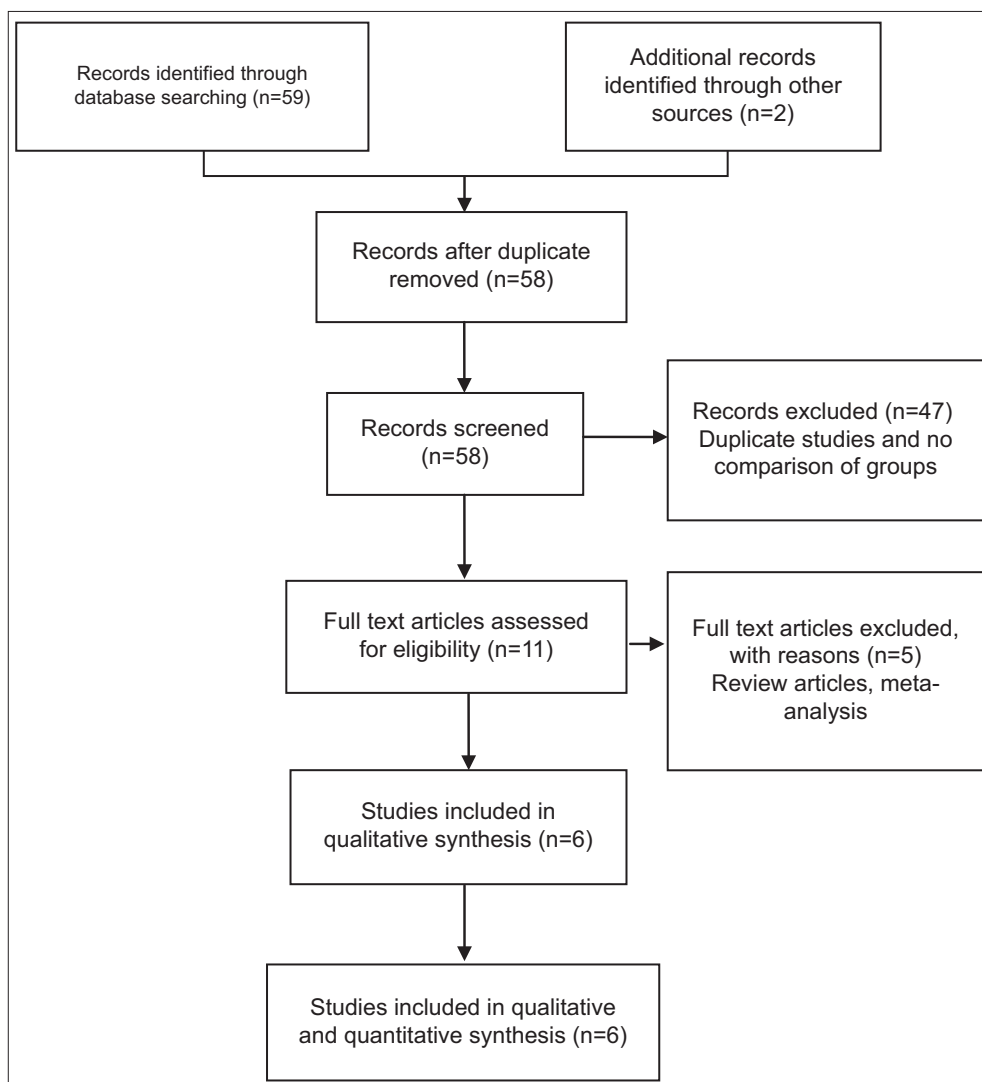 Records identified through
database searching (n=59)
Additional records
identified through other
sources (n=2)
Records after duplicate
removed (n=58)
Records screened
(n=58)
Records excluded (n=47)
Duplicate studies and no
comparison of groups
Full text articles assessed
for eligibility (n=11)
Full text articles excluded,
with reasons (n=5)
Review articles, meta-
analysis
Studies included in
qualitative synthesis (n=6)
Studies included in qualitative
and quantitative synthesis (n=6)